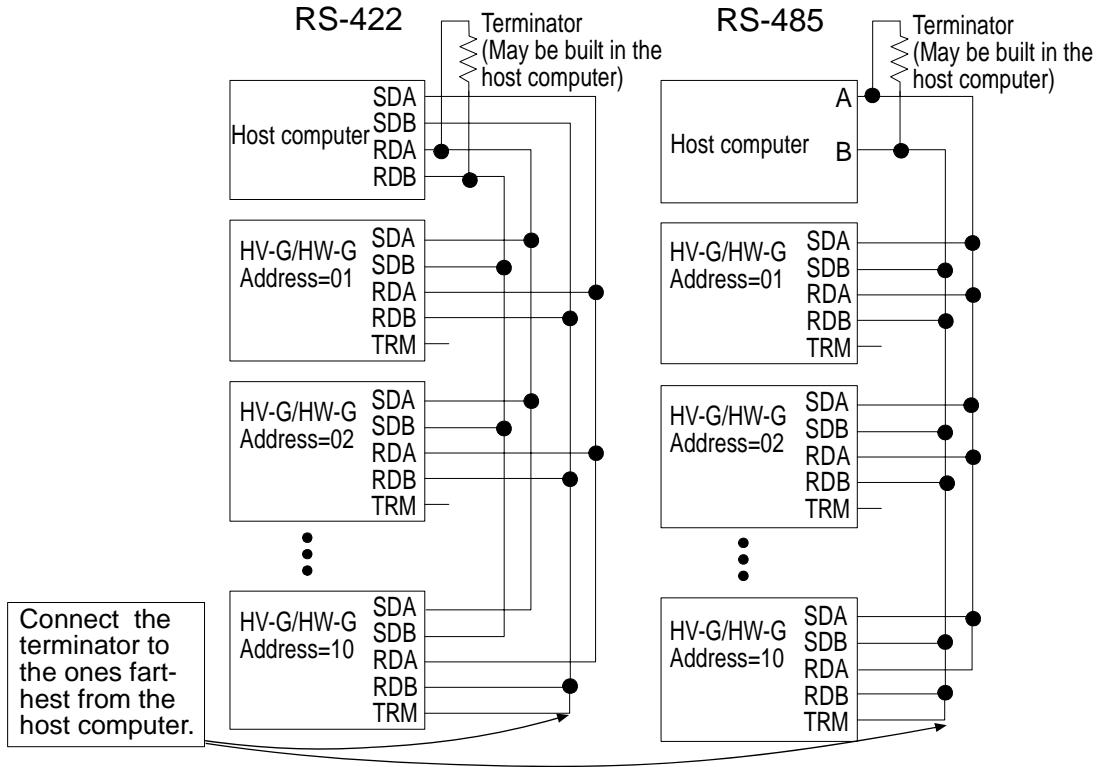 RS-422
Terminator
(May be built in the
host computer)
SDA
SDB
Host computer
RDA
RDB
HV-G/HW-G
Address=01
SDA
SDB
RDA
RDB
TRM
HV-G/HW-G
Address=02
SDA
SDB
RDA
RDB
TRM
HV-G/HW-G
Address=10
SDA
SDB
RDA
RDB
TRM
Connect the
terminator to
the ones fart-
hest from the
host computer.
RS-485
Terminator
(May be built in the
host computer)
A
Host computer
B
HV-G/HW-G
Address=01
SDA
SDB
RDA
RDB
TRM
HV-G/HW-G
Address=02
SDA
SDB
RDA
RDB
TRM
HV-G/HW-G
Address=10
SDA
SDB
RDA
RDB
TRM